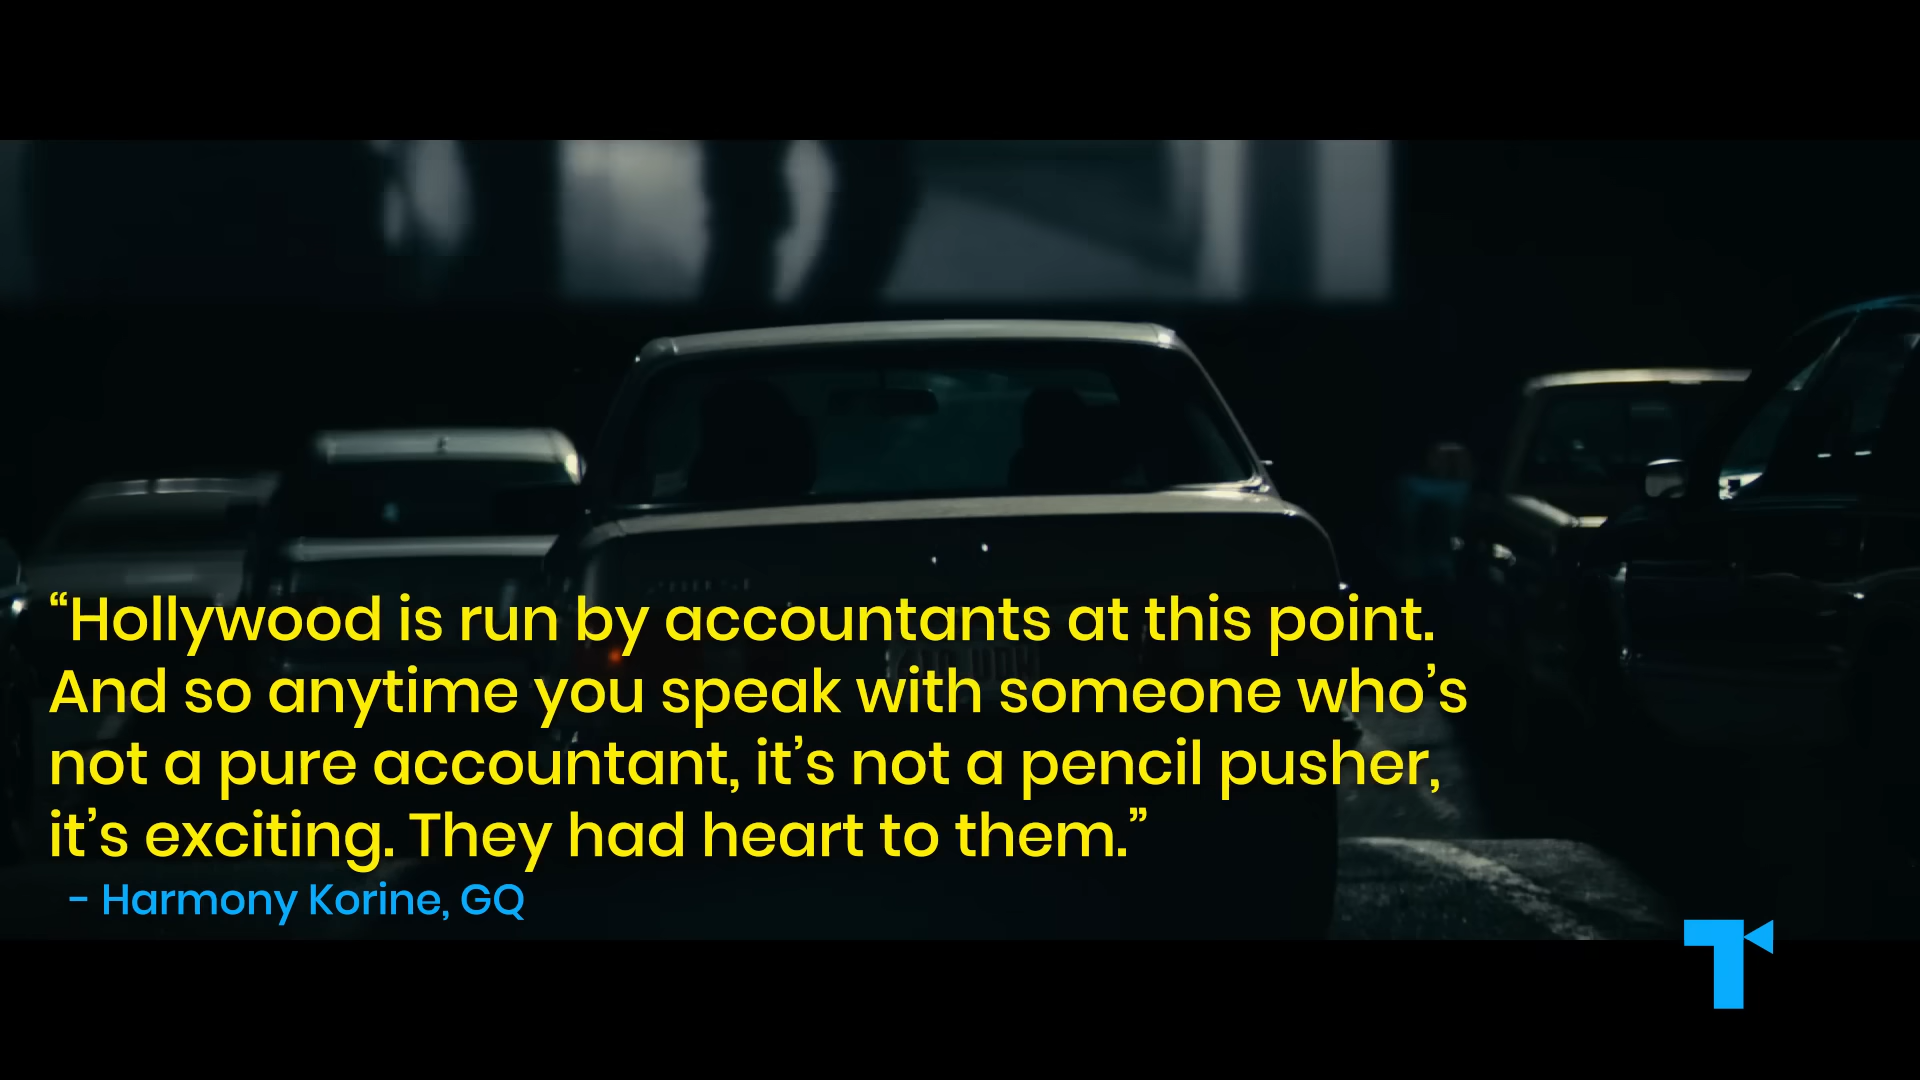 “Hollywood is run by accountants at this point.
And so anytime you speak with someone who’s
not a pure accountant, it’s not a pencil pusher,
it’s exciting. They had heart to them.”
– Harmony Korine, GQ